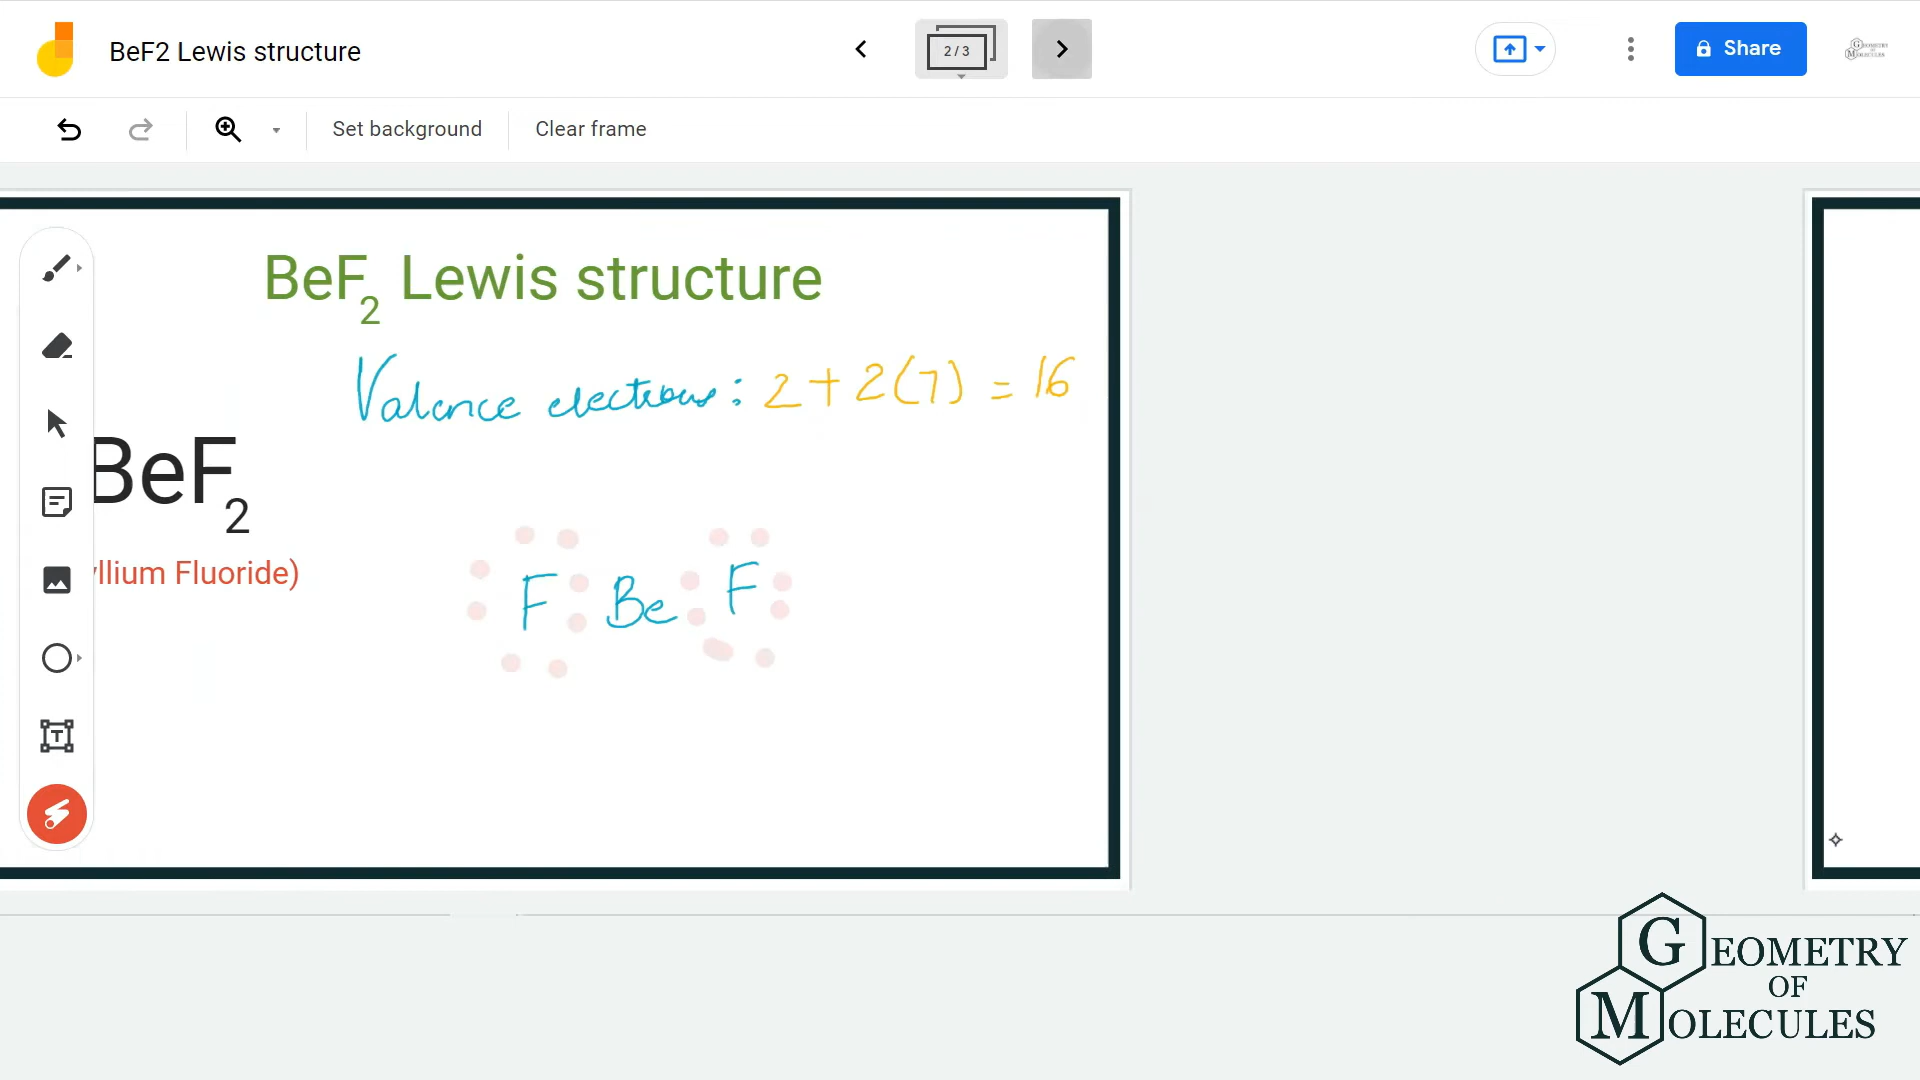 BeF2 Lewis structure
2 / 3
Share
Set background
Clear frame
BeF2 Lewis structure
Valence electrons: 2 + 2(7) = 16
BeF2
yllium Fluoride)
F Be F
GEOMETRY
OF
MOLECULES